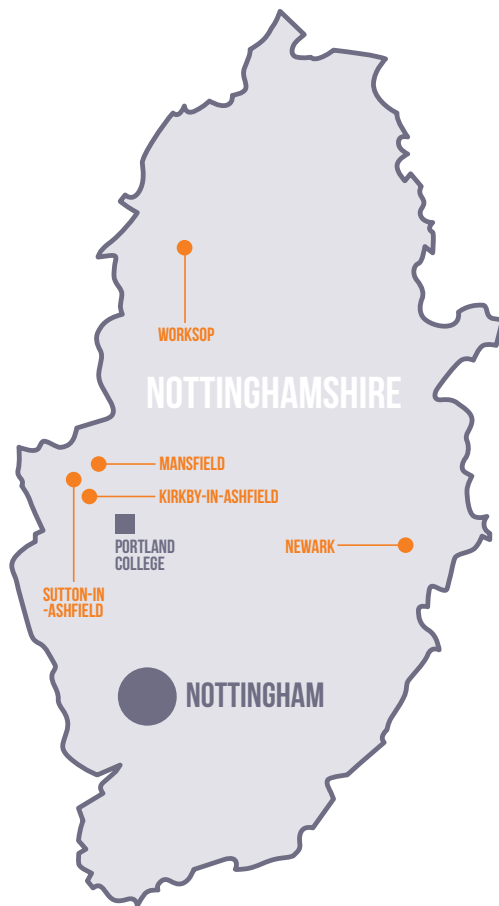 WORKSOP
NOTTINGHAMSHIRE
MANSFIELD
KIRKBY-IN-ASHFIELD
PORTLAND
COLLEGE
NEWARK
SUTTON-IN
-ASHFIELD
NOTTINGHAM